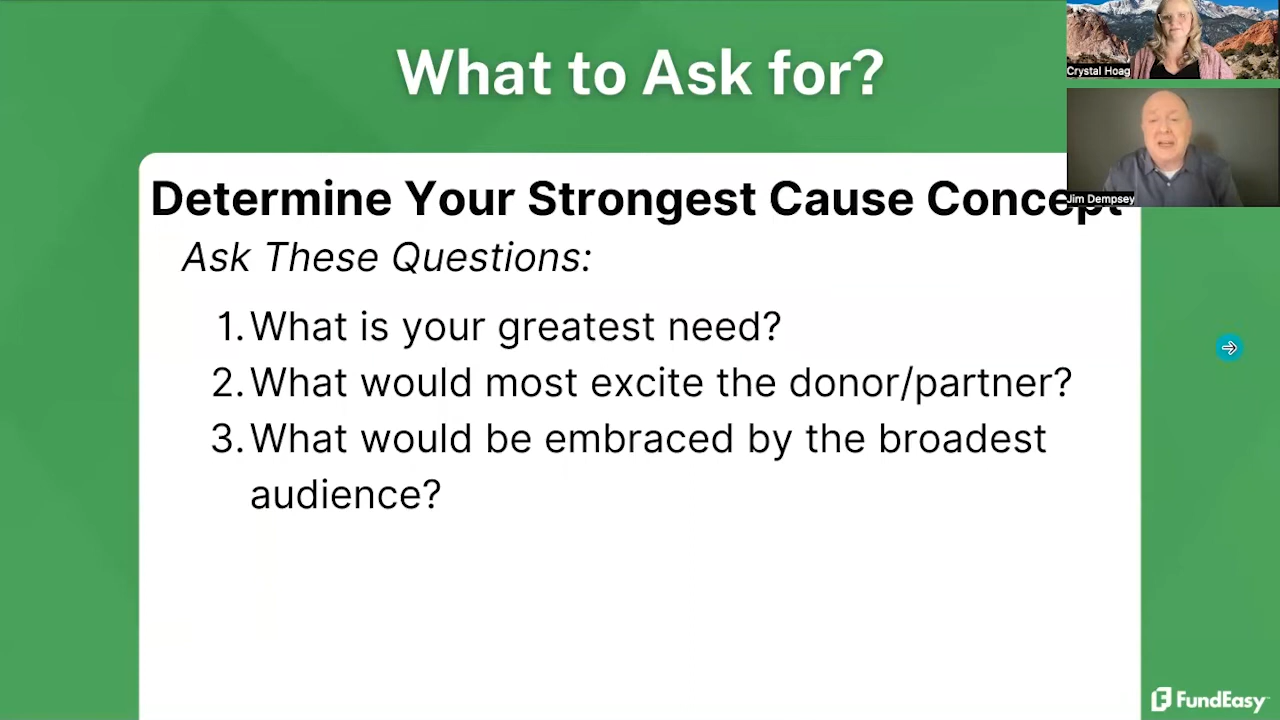 What to Ask for?
Crystal Hoag
Jim Dempsey
Determine Your Strongest Cause Concept
Ask These Questions:
1. What is your greatest need?
2. What would most excite the donor/partner?
3. What would be embraced by the broadest
audience?
FundEasy